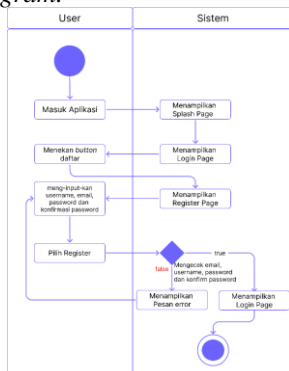 gram.
User
Sistem
Masuk Aplikasi
Menampilkan
Splash Page
Menekan button
daftar
Menampilkan
Login Page
meng-input-kan
username, email,
password dan
konfirmasi password
Menampilkan
Register Page
Pilih Register
true
false
Mengecek email,
username, password
dan konfirm password
Menampilkan
Pesan error
Menampilkan
Login Page